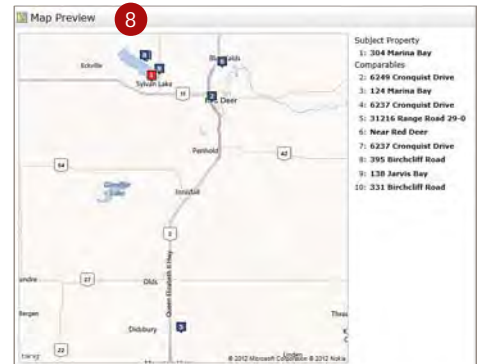 Map Preview
8
Subject Property
1: 304 Marina Bay
Comparables
2: 6249 Cronquist Drive
3: 124 Marina Bay
4: 6237 Cronquist Drive
5: 31216 Range Road 29-0
6: Near Red Deer
7: 6237 Cronquist Drive
8: 395 Birchcliff Road
9: 138 Jarvis Bay
10: 331 Birchcliff Road
Eckville
Sylvan Lake
11
Deer
Penhold
42
54
Innisfail
2
27
Olds
Queen Elizabeth II Hwy
Didsbury
5
22
Linden
© 2012 Microsoft Corporation © 2012 Nokia